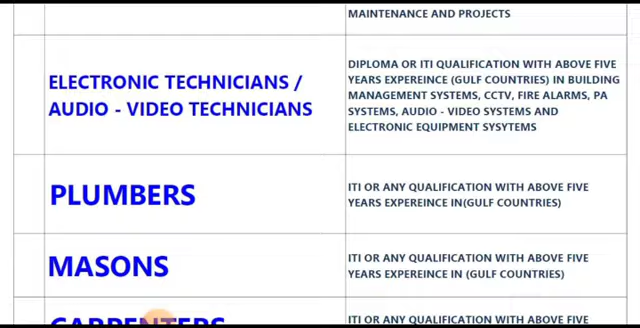 MAINTENANCE AND PROJECTS
ELECTRONIC TECHNICIANS /
AUDIO - VIDEO TECHNICIANS
DIPLOMA OR ITI QUALIFICATION WITH ABOVE FIVE
YEARS EXPEREINCE (GULF COUNTRIES) IN BUILDING
MANAGEMENT SYSTEMS, CCTV, FIRE ALARMS, PA
SYSTEMS, AUDIO - VIDEO SYSTEMS AND
ELECTRONIC EQUIPMENT SYSYTEMS
PLUMBERS
ITI OR ANY QUALIFICATION WITH ABOVE FIVE
YEARS EXPEREINCE IN(GULF COUNTRIES)
MASONS
ITI OR ANY QUALIFICATION WITH ABOVE FIVE
YEARS EXPEREINCE IN (GULF COUNTRIES)
CARPENTERS
ITI OR ANY QUALIFICATION WITH ABOVE FIVE